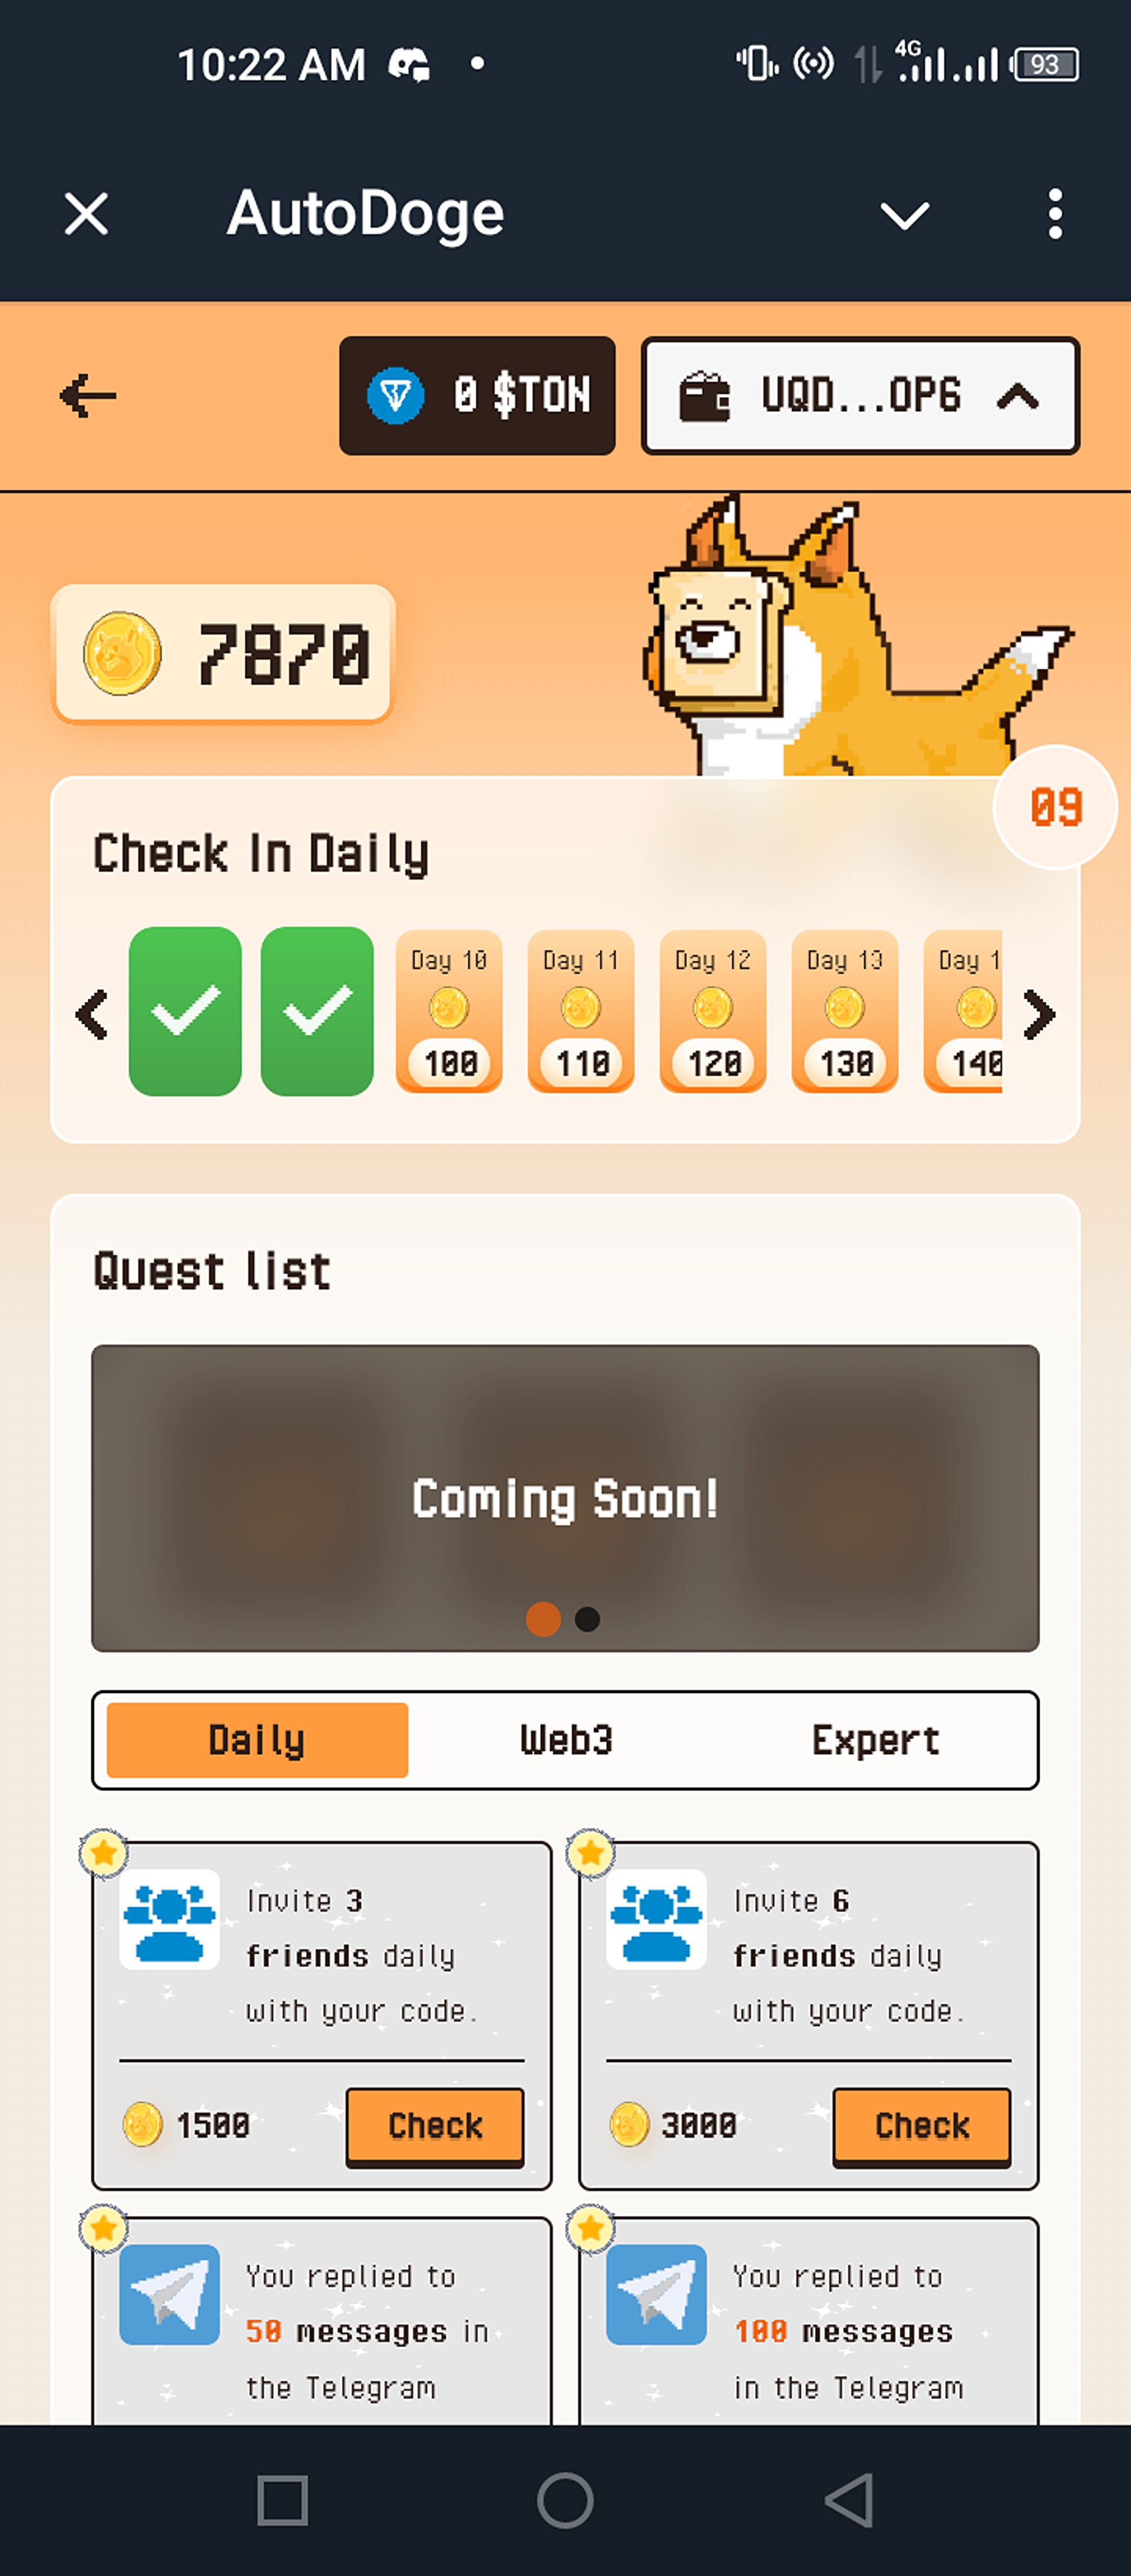 10:22 AM
4G
93
AutoDoge
0 $TON
UQD...OP6
7870
09
Check In Daily
Day 10
Day 11
Day 12
Day 13
Day 1
100
110
120
130
140
Quest list
Coming Soon!
Daily
Web3
Expert
Invite 3
friends daily
with your code.
1500
Check
Invite 6
friends daily
with your code.
3000
Check
You replied to
50 messages in
the Telegram
You replied to
100 messages
in the Telegram